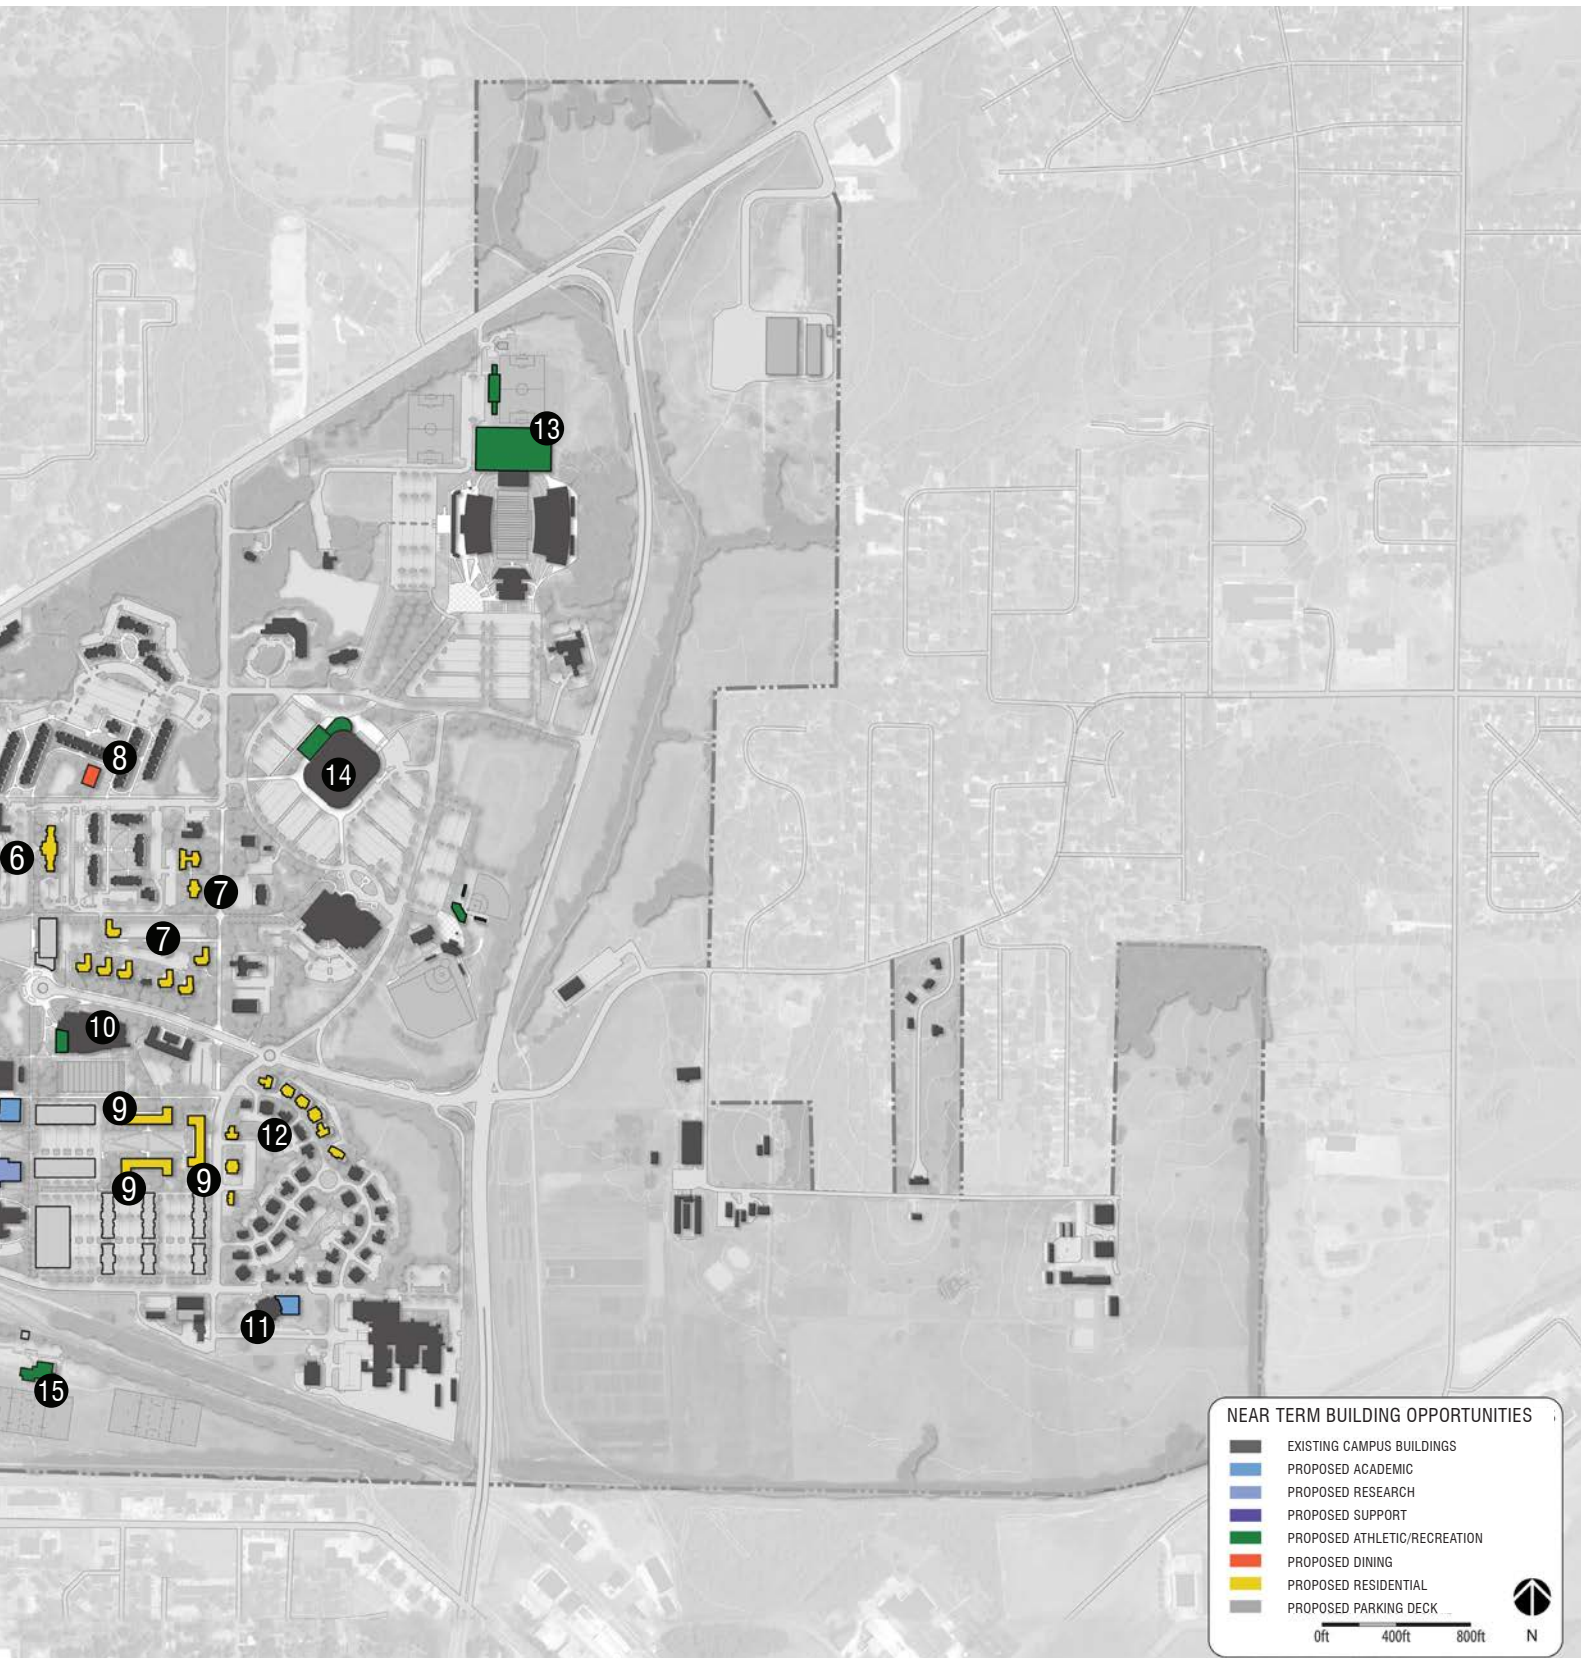 13
8
14
6
7
7
10
9
12
9
9
11
15
NEAR TERM BUILDING OPPORTUNITIES
EXISTING CAMPUS BUILDINGS
PROPOSED ACADEMIC
PROPOSED RESEARCH
PROPOSED SUPPORT
PROPOSED ATHLETIC/RECREATION
PROPOSED DINING
PROPOSED RESIDENTIAL
PROPOSED PARKING DECK
0ft 400ft 800ft N